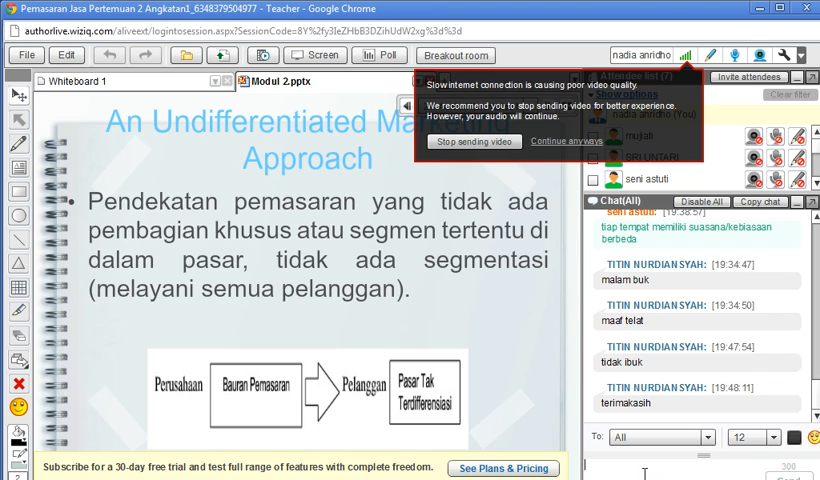 Pemasaran Jasa Pertemuan 2 Angkatan1_6348379504977 - Teacher - Google Chrome
authorlive.wiziq.com/aliveext/logintosession.aspx?SessionCode=8Y%2fy3IeZHbB3DZihUdW2xg%3d%3d
File Edit Screen Poll Breakout room nadia anridho
Whiteboard 1 Modul 2.pptx
Attendee list (7) Invite attendees
Show options Clear filter
nadia anridho (You)
mujiati
SRI UNTARI
seni astuti
Slow internet connection is causing poor video quality.
We recommend you to stop sending video for better experience.
However, your audio will continue.
Stop sending video Continue anyways
An Undifferentiated Marketing
Approach
• Pendekatan pemasaran yang tidak ada
pembagian khusus atau segmen tertentu di
dalam pasar, tidak ada segmentasi
(melayani semua pelanggan).
Perusahaan
Bauran Pemasaran
Pelanggan
Pasar Tak
Terdifferensiasi
Chat(All) Disable All Copy chat
seni astuti: [19:38:57]
tiap tempat memiliki suasana/kebiasaan
berbeda
TITIN NURDIANSYAH: [19:34:47]
malam buk
TITIN NURDIANSYAH: [19:34:50]
maaf telat
TITIN NURDIANSYAH: [19:47:54]
tidak ibuk
TITIN NURDIANSYAH: [19:48:11]
terimakasih
To: All 12
300
Send
Subscribe for a 30-day free trial and test full range of features with complete freedom. See Plans & Pricing
2